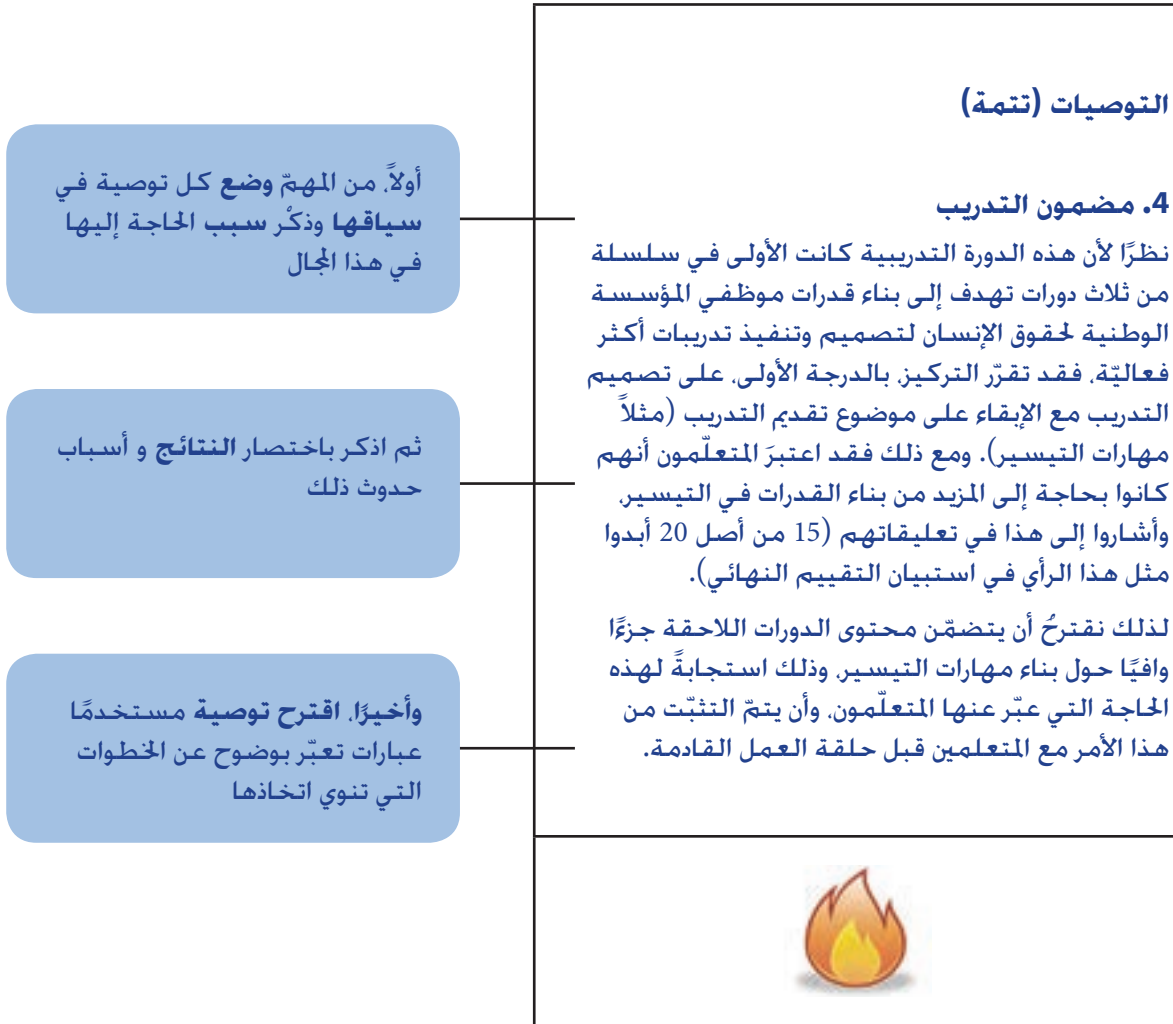 التوصيات (تتمة)
4. مضمون التدريب
نظرًا لأن هذه الدورة التدريبية كانت الأولى في سلسلة
من ثلاث دورات تهدف إلى بناء قدرات موظفي المؤسسة
الوطنية لحقوق الإنسان لتصميم وتنفيذ تدريبات أكثر
فعاليّة، فقد تقرّر التركيز، بالدرجة الأولى، على تصميم
التدريب مع الإبقاء على موضوع تقديم التدريب (مثلاً
مهارات التيسير). ومع ذلك فقد اعتبرَ المتعلّمون أنهم
كانوا بحاجة إلى المزيد من بناء القدرات في التيسير،
وأشاروا إلى هذا في تعليقاتهم (15 من أصل 20 أبدوا
مثل هذا الرأي في استبيان التقييم النهائي).
لذلك نقترحُ أن يتضمّن محتوى الدورات اللاحقة جزءًا
وافيًا حول بناء مهارات التيسير، وذلك استجابةً لهذه
الحاجة التي عبّر عنها المتعلّمون، وأن يتمّ التثبّت من
هذا الأمر مع المتعلمين قبل حلقة العمل القادمة.
أولاً، من المهمّ وضع كل توصية في
سياقها وذكْر سبب الحاجة إليها
في هذا المجال
ثم اذكر باختصار النتائج و أسباب
حدوث ذلك
وأخيرًا، اقترح توصية مستخدمًا
عبارات تعبّر بوضوح عن الخطوات
التي تنوي اتخاذها